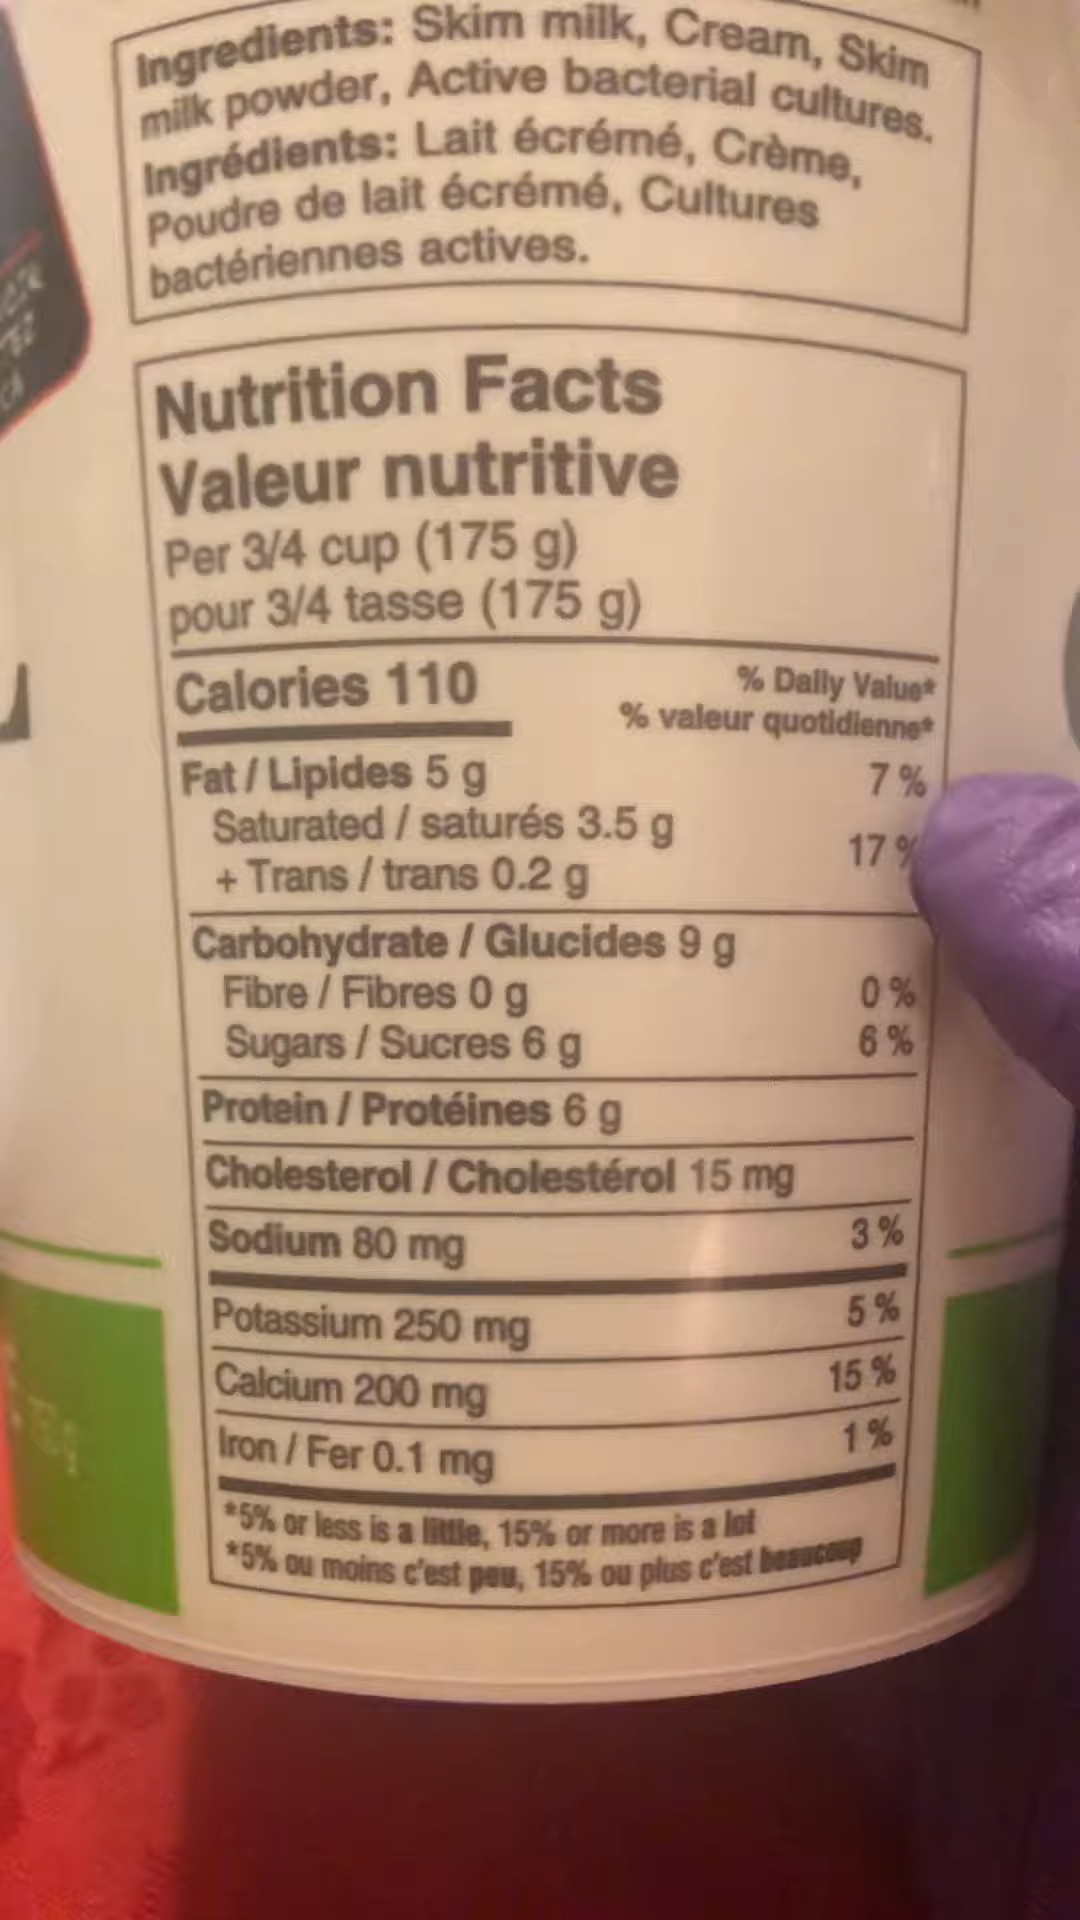 Ingredients: Skim milk, Cream, Skim
milk powder, Active bacterial cultures.
Ingrédients: Lait écrémé, Crème,
Poudre de lait écrémé, Cultures
bactériennes actives.
Nutrition Facts
Valeur nutritive
Per 3/4 cup (175 g)
pour 3/4 tasse (175 g)
Calories 110
% Daily Value*
% valeur quotidienne*
Fat / Lipides 5 g 7 %
Saturated / saturés 3.5 g
+ Trans / trans 0.2 g 17 %
Carbohydrate / Glucides 9 g
Fibre / Fibres 0 g 0 %
Sugars / Sucres 6 g 6 %
Protein / Protéines 6 g
Cholesterol / Cholestérol 15 mg
Sodium 80 mg 3 %
Potassium 250 mg 5 %
Calcium 200 mg 15 %
Iron / Fer 0.1 mg 1 %
*5% or less is a little, 15% or more is a lot
*5% ou moins c'est peu, 15% ou plus c'est beaucoup